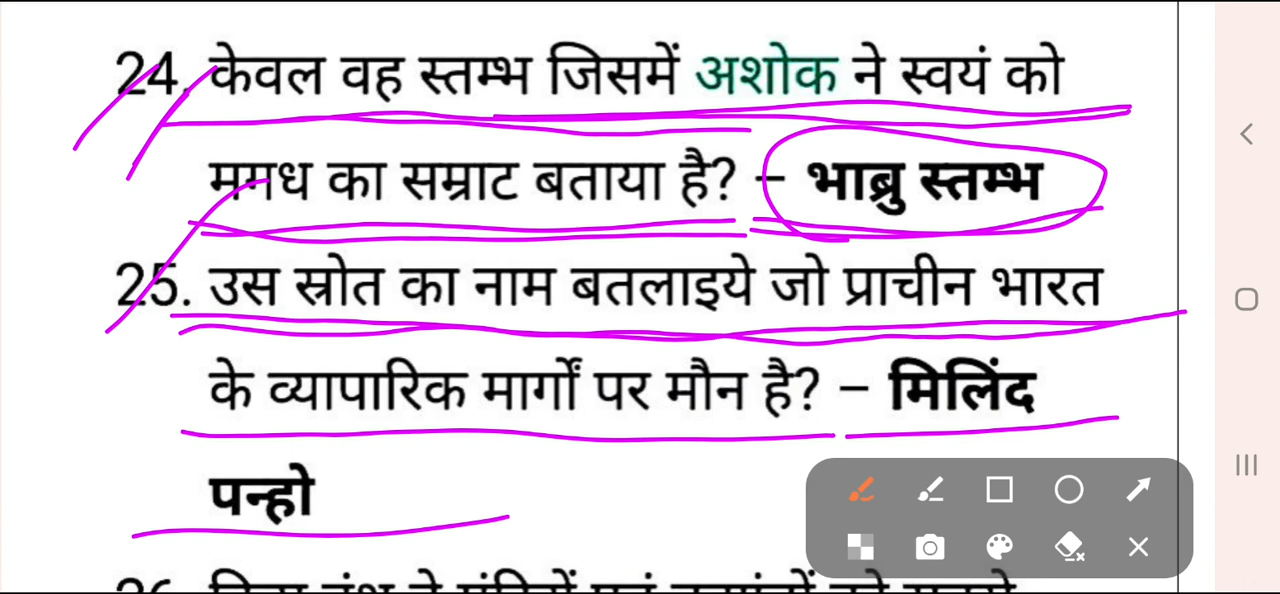 24. केवल वह स्तम्भ जिसमें अशोक ने स्वयं को
मगध का सम्राट बताया है? – भाब्रु स्तम्भ
25. उस स्रोत का नाम बतलाइये जो प्राचीन भारत
के व्यापारिक मार्गों पर मौन है? – मिलिंद
पन्हो